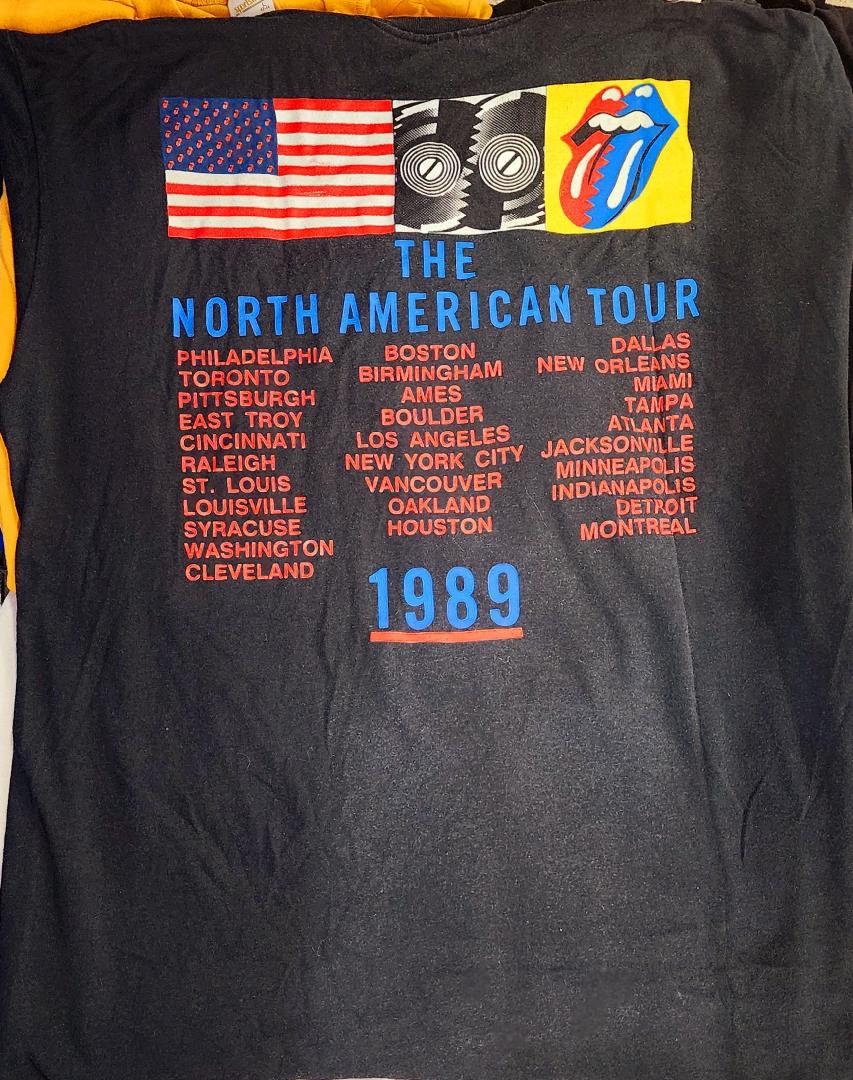 THE
NORTH AMERICAN TOUR
PHILADELPHIA
TORONTO
PITTSBURGH
EAST TROY
CINCINNATI
RALEIGH
ST. LOUIS
LOUISVILLE
SYRACUSE
WASHINGTON
CLEVELAND
BOSTON
BIRMINGHAM
AMES
BOULDER
LOS ANGELES
NEW YORK CITY
VANCOUVER
OAKLAND
HOUSTON
DALLAS
NEW ORLEANS
MIAMI
TAMPA
ATLANTA
JACKSONVILLE
MINNEAPOLIS
INDIANAPOLIS
DETROIT
MONTREAL
1989